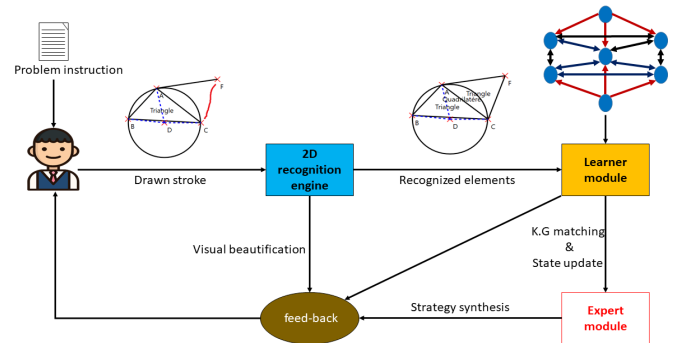 Problem instruction
A
F
Triangle
B
D
C
Drawn stroke
2D
recognition
engine
A
F
Triangle
Quadrilatère
Triangle
B
D
C
Recognized elements
Learner
module
Visual beautification
K.G matching
&
State update
feed-back
Strategy synthesis
Expert
module